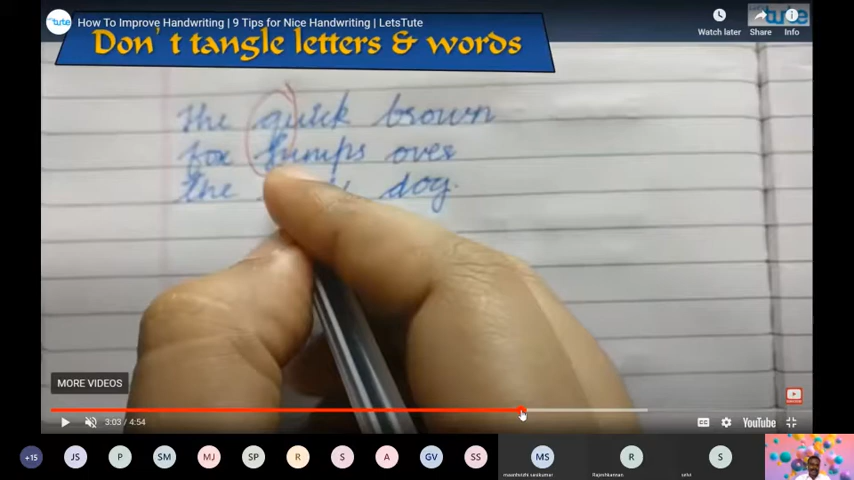 How To Improve Handwriting | 9 Tips for Nice Handwriting | LetsTute
Watch later
Share
Info
Don't tangle letters & words
the quick brown
fox jumps over
the dog.
MORE VIDEOS
3:03 / 4:54
CC
YouTube
+15
JS
P
SM
MJ
SP
R
S
A
GV
SS
MS
R
S